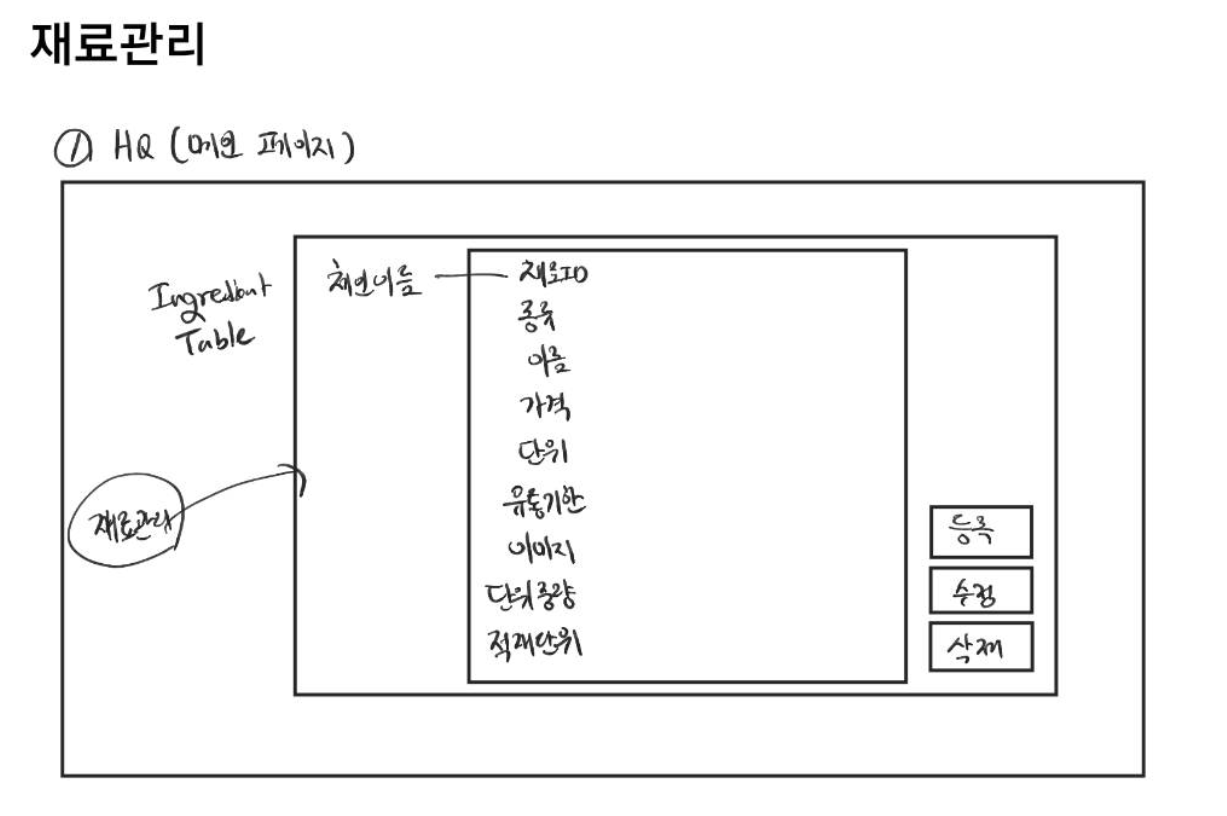 재료관리
① HQ (메인 페이지)
Ingredient
Table
재료관리
체인이름
재료ID
종류
이름
가격
단위
유통기한
이미지
단위중량
적재단위
등록
수정
삭제